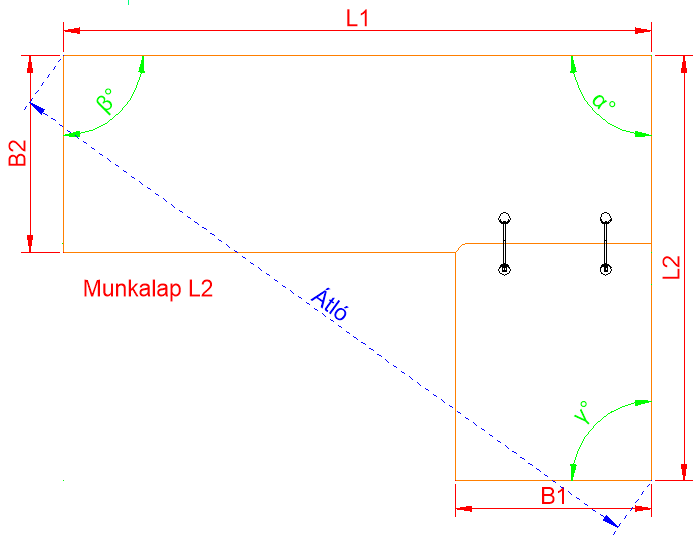 L1
β°
α°
B2
L2
Munkalap L2
Átló
γ°
B1